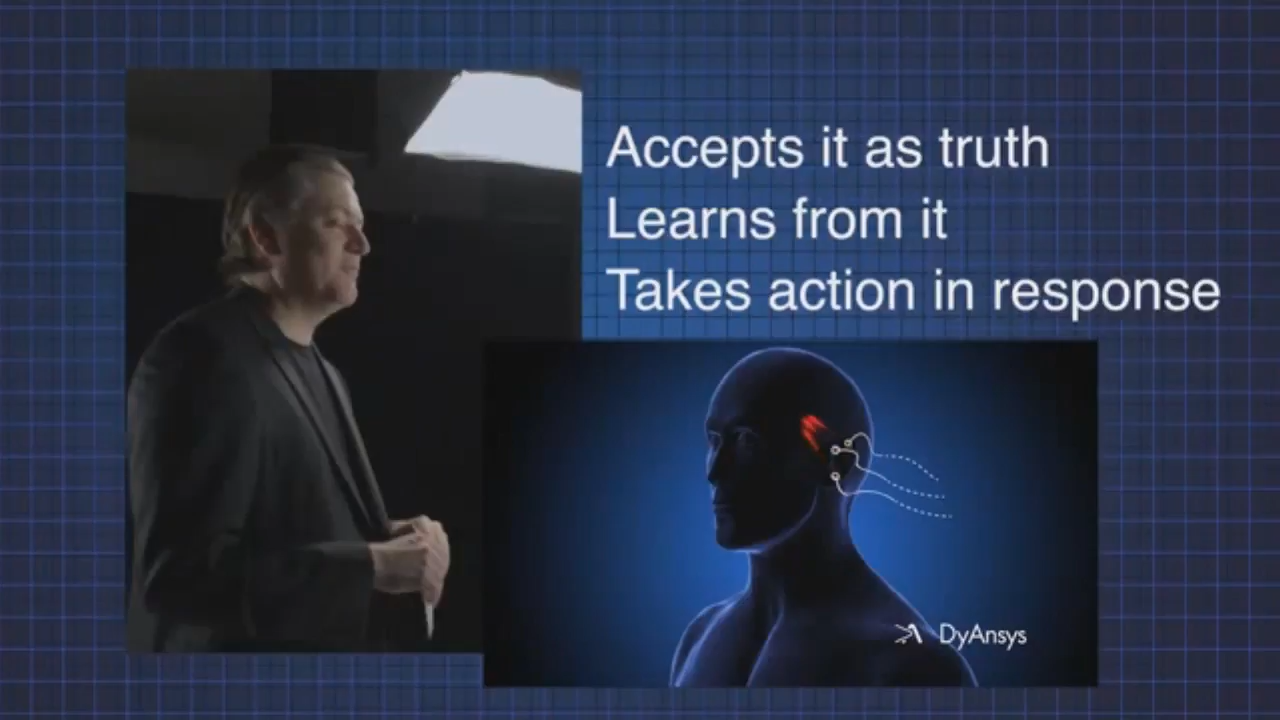 Accepts it as truth
Learns from it
Takes action in response
DyAnsys